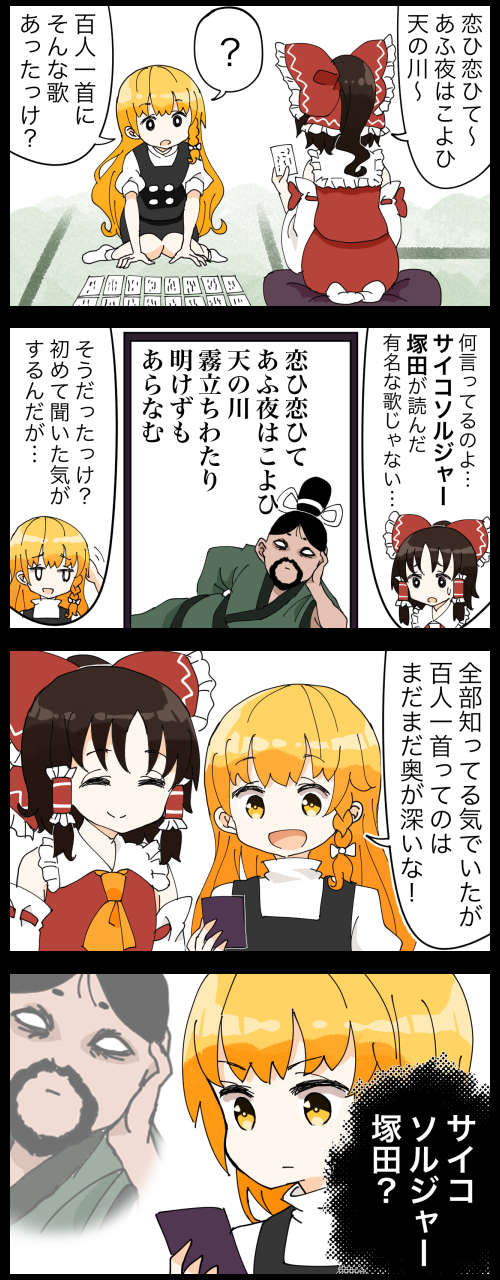 恋ひ恋ひて〜
あふ夜はこよひ
天の川〜
？
百人一首に
そんな歌
あったっけ？
何言ってるのよ…
サイコソルジャー
塚田が読んだ
有名な歌じゃない…
恋ひ恋ひて
あふ夜はこよひ
天の川
霧立ちわたり
明けずも
あらなむ
そうだったっけ？
初めて聞いた気が
するんだが…
全部知ってる気でいたが
百人一首ってのは
まだまだ奥が深いな！
サイコ
ソルジャー
塚田？